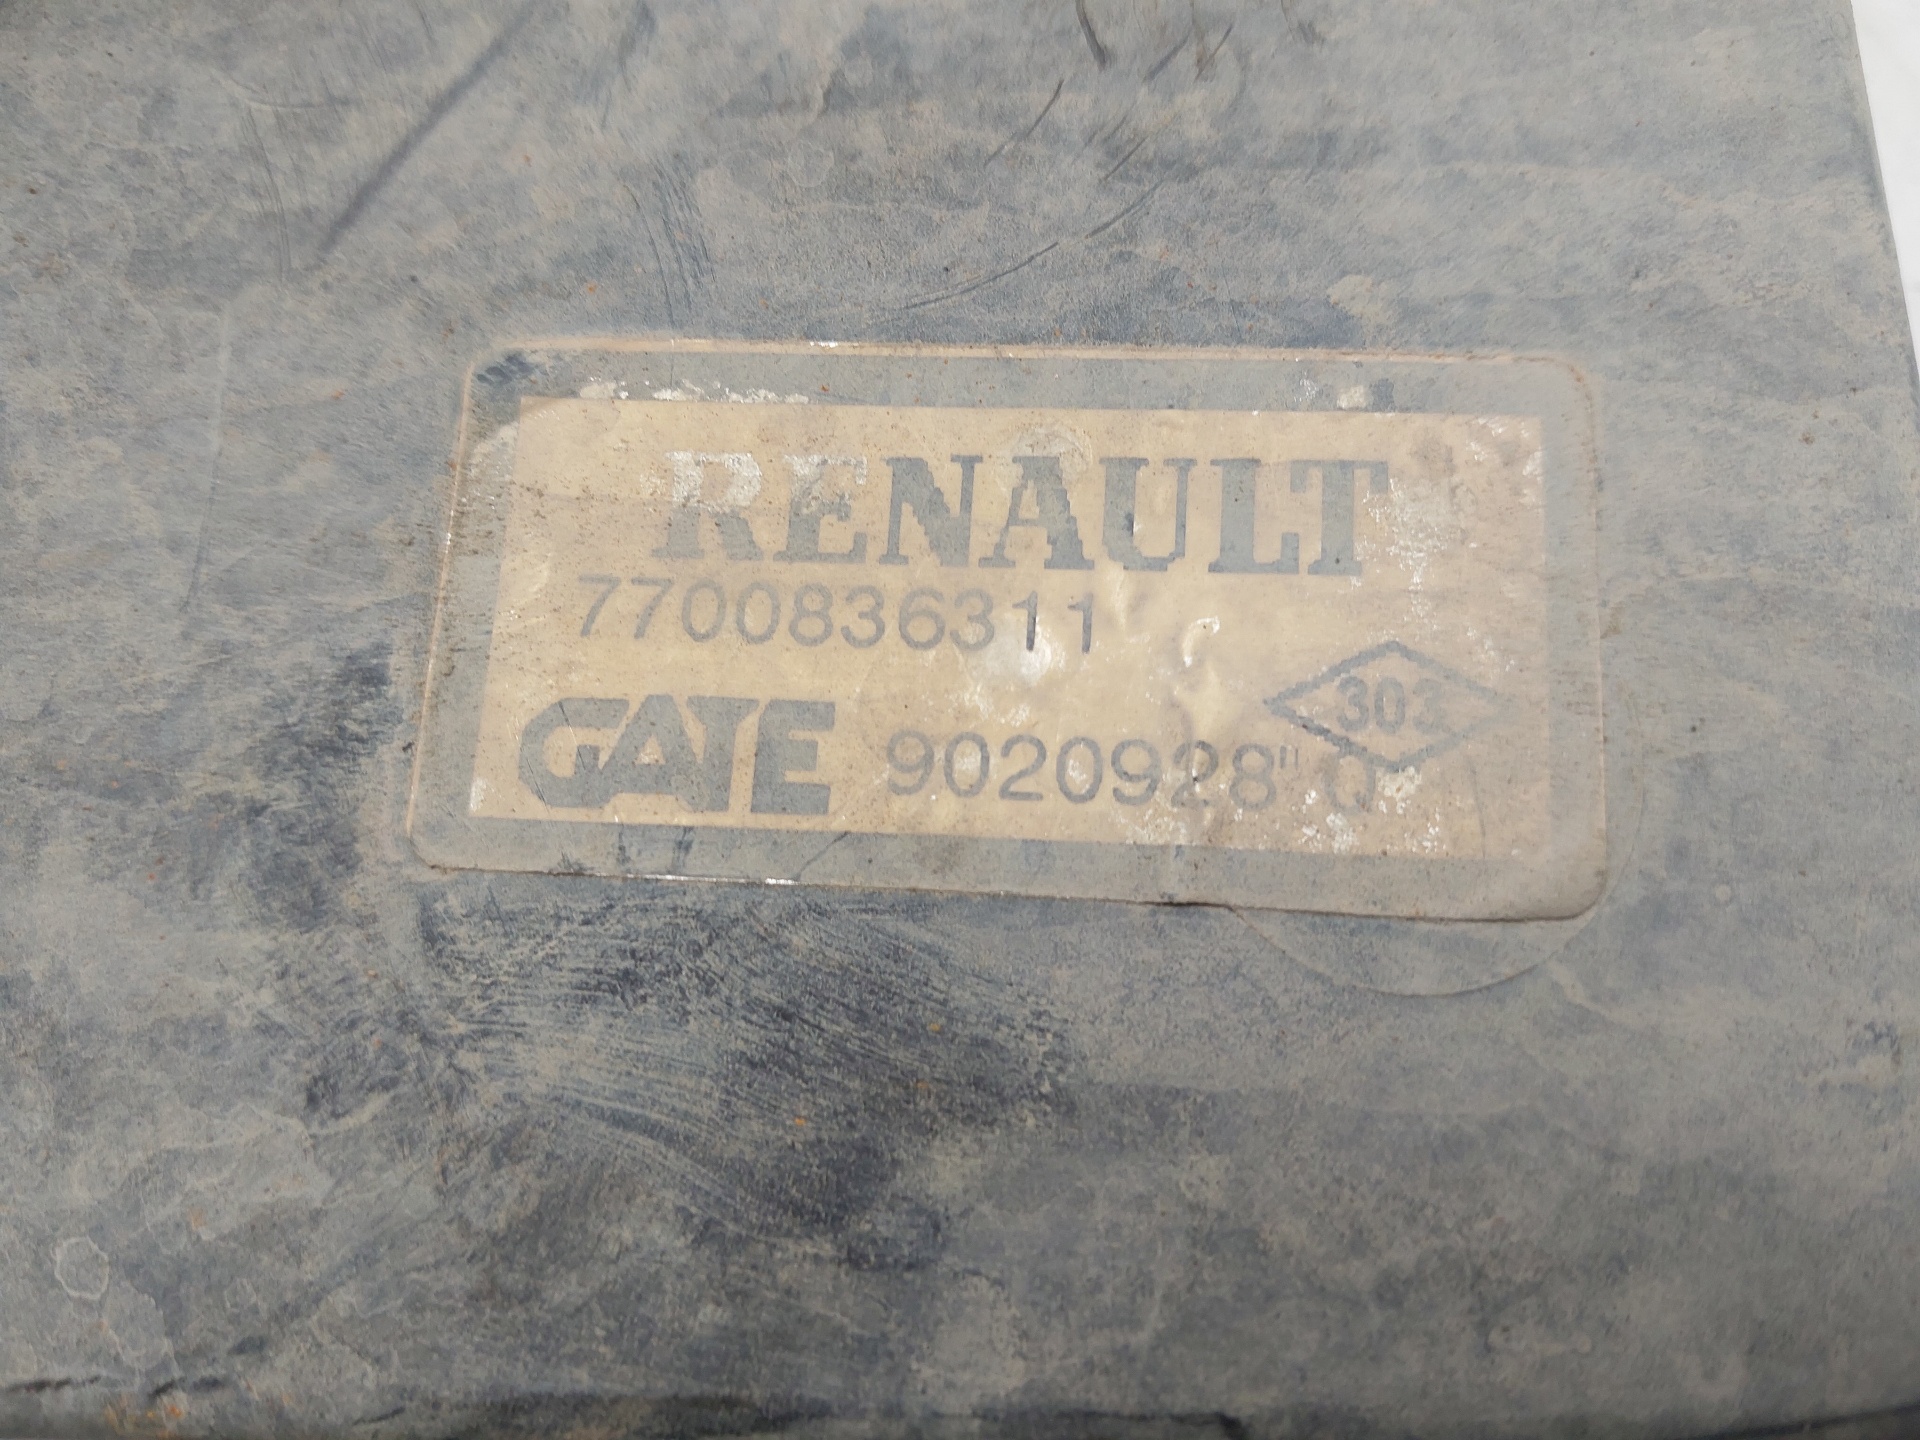 RENAULT
7700836311
303
GATE 9020928" Q